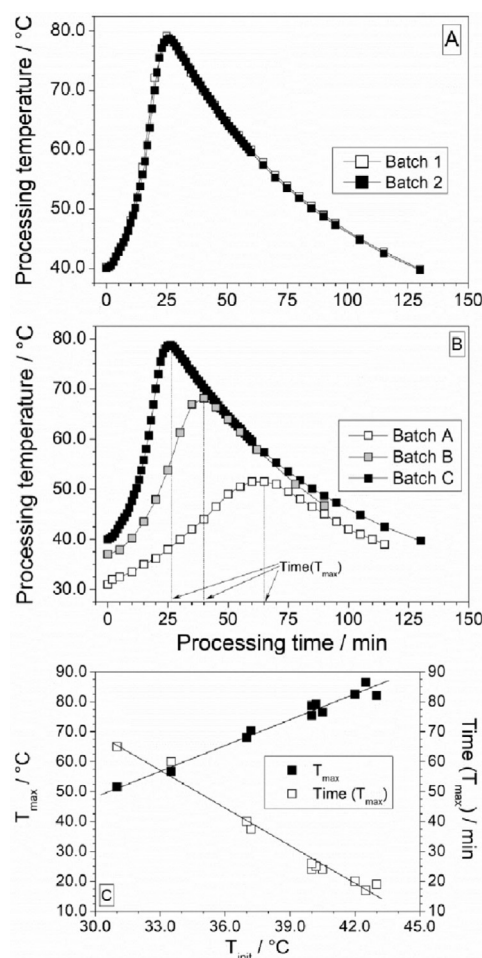 A
80.0
70.0
60.0
50.0
40.0
Processing temperature / °C
Batch 1
Batch 2
0 25 50 75 100 125 150
B
80.0
70.0
60.0
50.0
40.0
30.0
Processing temperature / °C
Batch A
Batch B
Batch C
Time(Tmax)
0 25 50 75 100 125 150
Processing time / min
90.0
80.0
70.0
60.0
50.0
40.0
30.0
20.0
10.0
Tmax / °C
Tmax
Time (Tmax)
90
80
70
60
50
40
30
20
10
Time (Tmax) / min
C
30.0 33.0 36.0 39.0 42.0 45.0
Tinit / °C